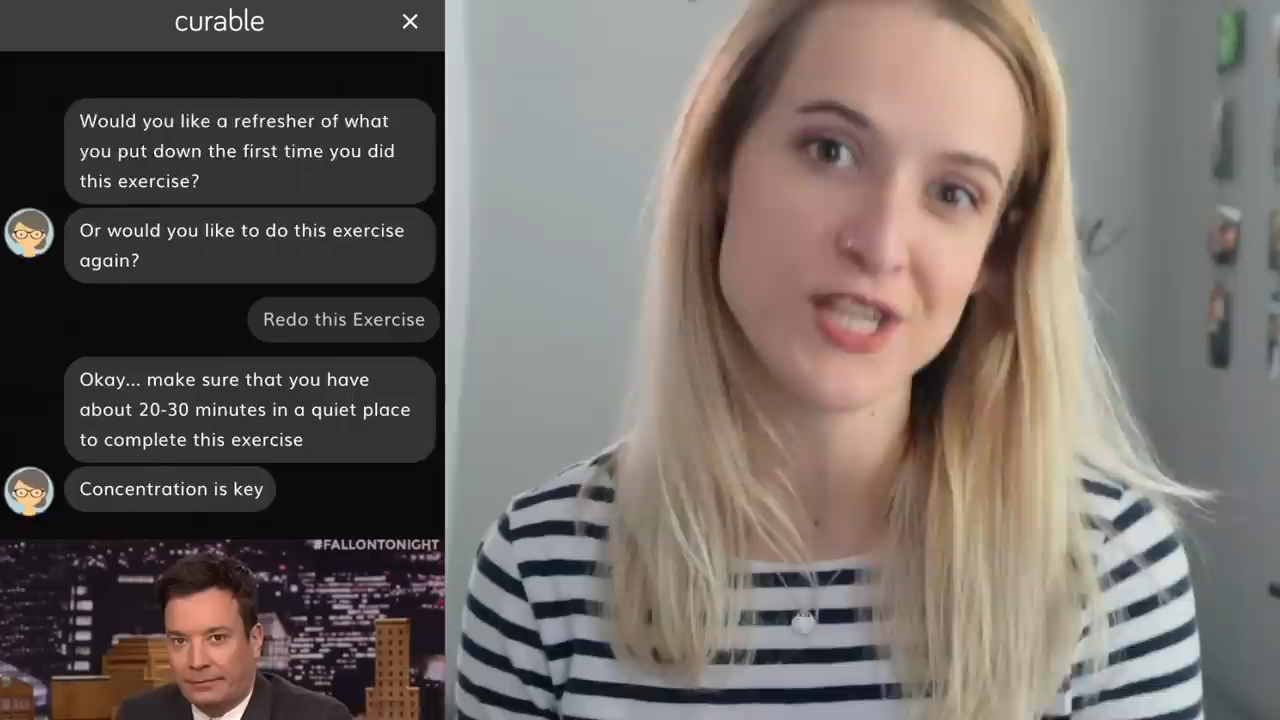 curable
Would you like a refresher of what
you put down the first time you did
this exercise?
Or would you like to do this exercise
again?
Redo this Exercise
Okay... make sure that you have
about 20-30 minutes in a quiet place
to complete this exercise
Concentration is key
#FALLONTONIGHT